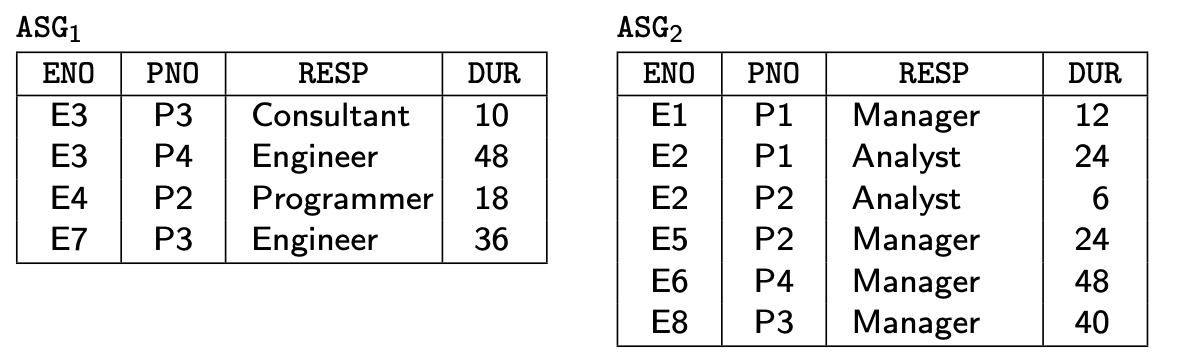 ASG₁
ENO PNO RESP DUR
E3 P3 Consultant 10
E3 P4 Engineer 48
E4 P2 Programmer 18
E7 P3 Engineer 36
ASG₂
ENO PNO RESP DUR
E1 P1 Manager 12
E2 P1 Analyst 24
E2 P2 Analyst 6
E5 P2 Manager 24
E6 P4 Manager 48
E8 P3 Manager 40